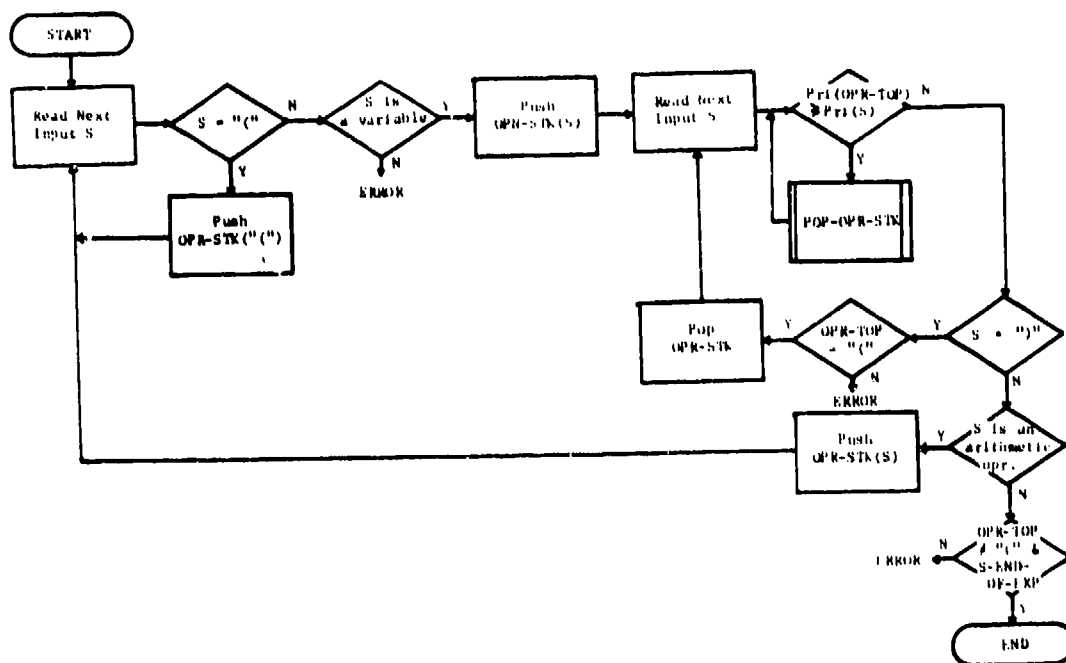 START
Read Next
Input S
S = "("
N
Y
Push
OPR-STK("(")
S is
a variable
Y
N
ERROR
Push
OPR-STK(S)
Read Next
Input S
Pri(OPR-TOP)
≥Pri(S)
N
Y
POP-OPR-STK
S = ")"
Y
N
OPR-TOP
= "("
Y
N
ERROR
Pop
OPR-STK
S is an
arithmetic
opr.
Y
N
Push
OPR-STK(S)
OPR-TOP
"("
S-END-
OF-EXP
N
ERROR
Y
END